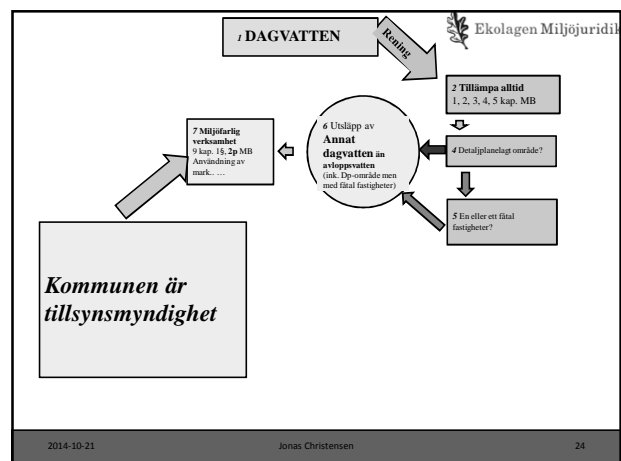 1 DAGVATTEN
Rening
Ekolagen Miljöjuridik
2 Tillämpa alltid
1, 2, 3, 4, 5 kap. MB
4 Detaljplanelagt område?
5 En eller ett fåtal
fastigheter?
6 Utsläpp av
Annat
dagvatten än
avloppsvatten
(ink. Dp-område men
med fåtal fastigheter)
7 Miljöfarlig
verksamhet
9 kap. 1§, 2p MB
Användning av
mark.. …
Kommunen är
tillsynsmyndighet
2014-10-21
Jonas Christensen
24